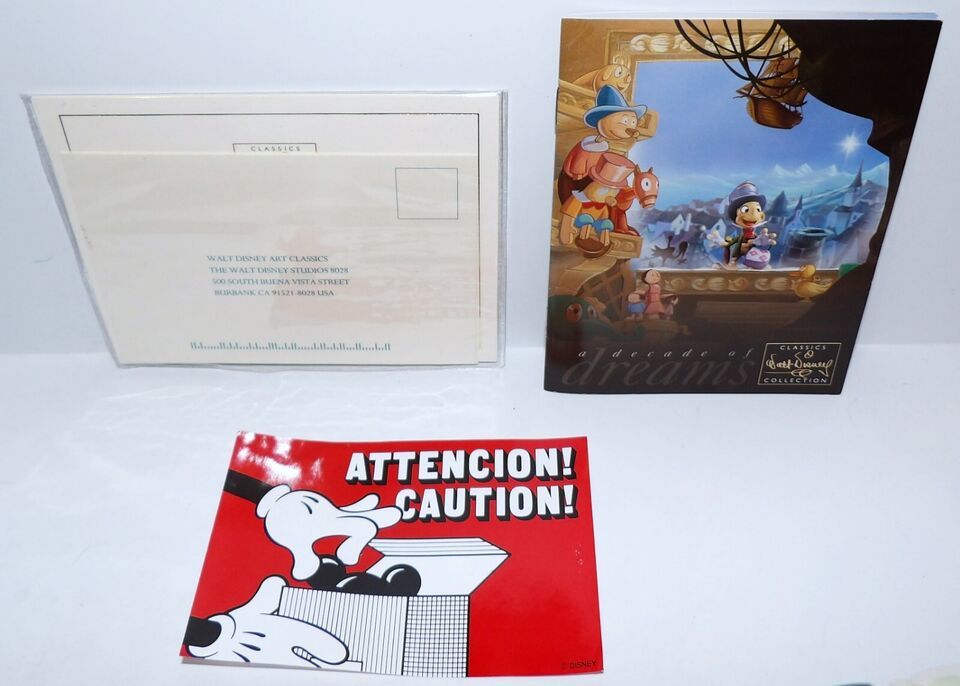 CLASSICS
WALT DISNEY ART CLASSICS
THE WALT DISNEY STUDIOS 8028
500 SOUTH BUENA VISTA STREET
BURBANK CA 91521-8028 USA
a decade of
dreams
CLASSICS
Walt Disney
COLLECTION
ATTENCION!
CAUTION!
© DISNEY